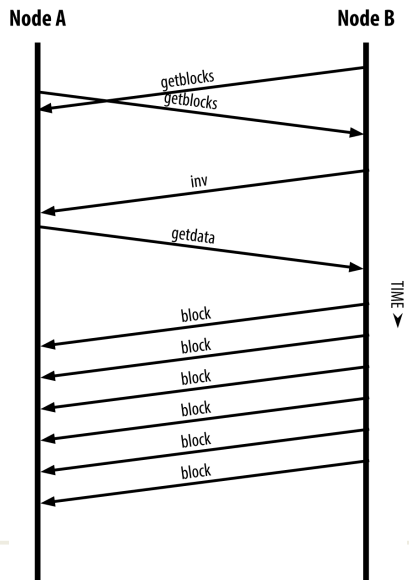 Node A
Node B
getblocks
getblocks
inv
getdata
TIME ➤
block
block
block
block
block
block